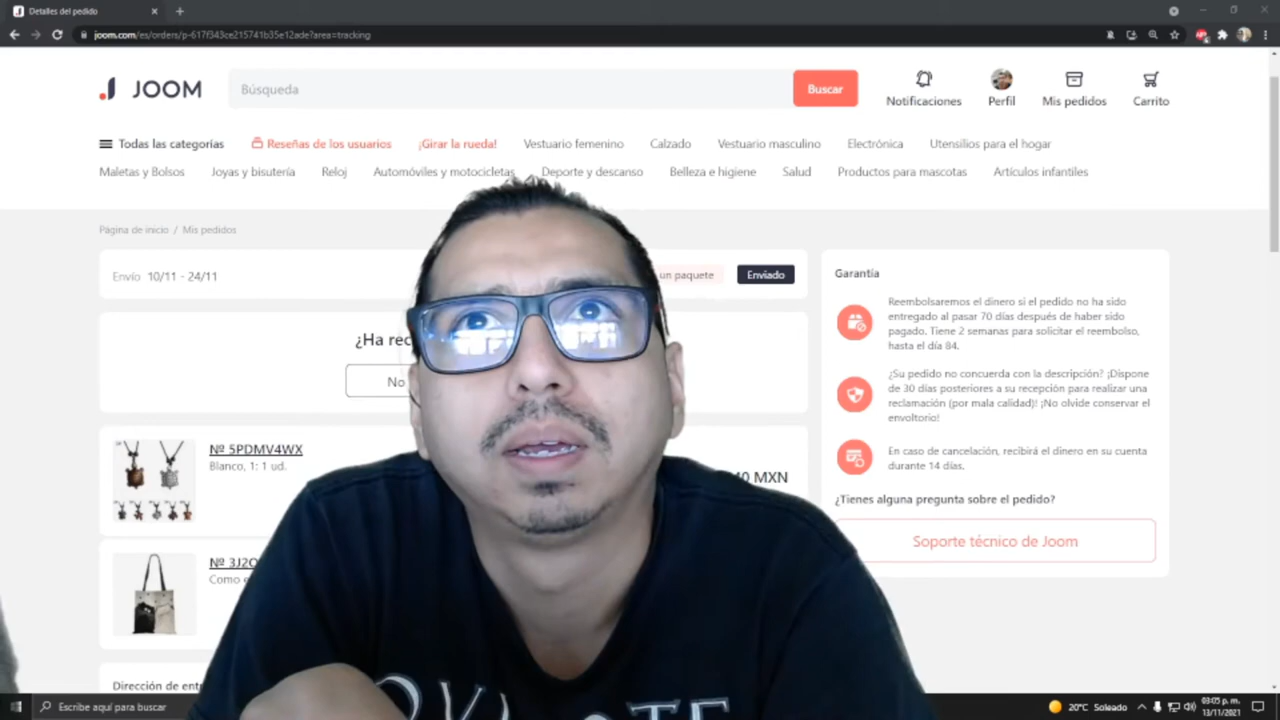 Detalles del pedido
joom.com/es/orders/p-617f343ce215741b35e12ade?area=tracking
JOOM
Búsqueda
Buscar
Notificaciones
Perfil
Mis pedidos
Carrito
Todas las categorías
Reseñas de los usuarios
¡Girar la rueda!
Vestuario femenino
Calzado
Vestuario masculino
Electrónica
Utensilios para el hogar
Maletas y Bolsos
Joyas y bisutería
Reloj
Automóviles y motocicletas
Deporte y descanso
Belleza e higiene
Salud
Productos para mascotas
Artículos infantiles
Página de inicio / Mis pedidos
Envío 10/11 - 24/11
un paquete
Enviado
¿Ha
No
Nº 5PDMV4WX
Blanco, 1: 1 ud.
MXN
Nº
Como
Dirección de
Garantía
Reembolsaremos el dinero si el pedido no ha sido
entregado al pasar 70 días después de haber sido
pagado. Tiene 2 semanas para solicitar el reembolso,
hasta el día 84.
¿Su pedido no concuerda con la descripción? ¡Dispone
de 30 días posteriores a su recepción para realizar una
reclamación (por mala calidad)! ¡No olvide conservar el
envoltorio!
En caso de cancelación, recibirá el dinero en su cuenta
durante 14 días.
¿Tienes alguna pregunta sobre el pedido?
Soporte técnico de Joom
Escribe aquí para buscar
20°C Soleado
03:05 p. m.
13/11/2021